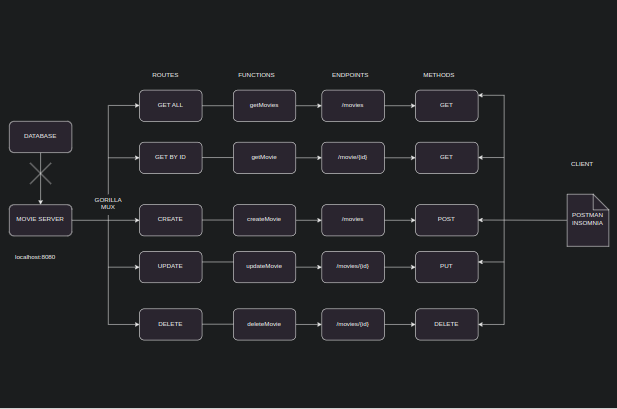 ROUTES FUNCTIONS ENDPOINTS METHODS
GET ALL getMovies /movies GET
DATABASE
GET BY ID getMovie /movie/{id} GET
CLIENT
GORILLA
MUX
MOVIE SERVER CREATE createMovie /movies POST
POSTMAN
INSOMNIA
localhost:8080
UPDATE updateMovie /movies/{id} PUT
DELETE deleteMovie /movies/{id} DELETE